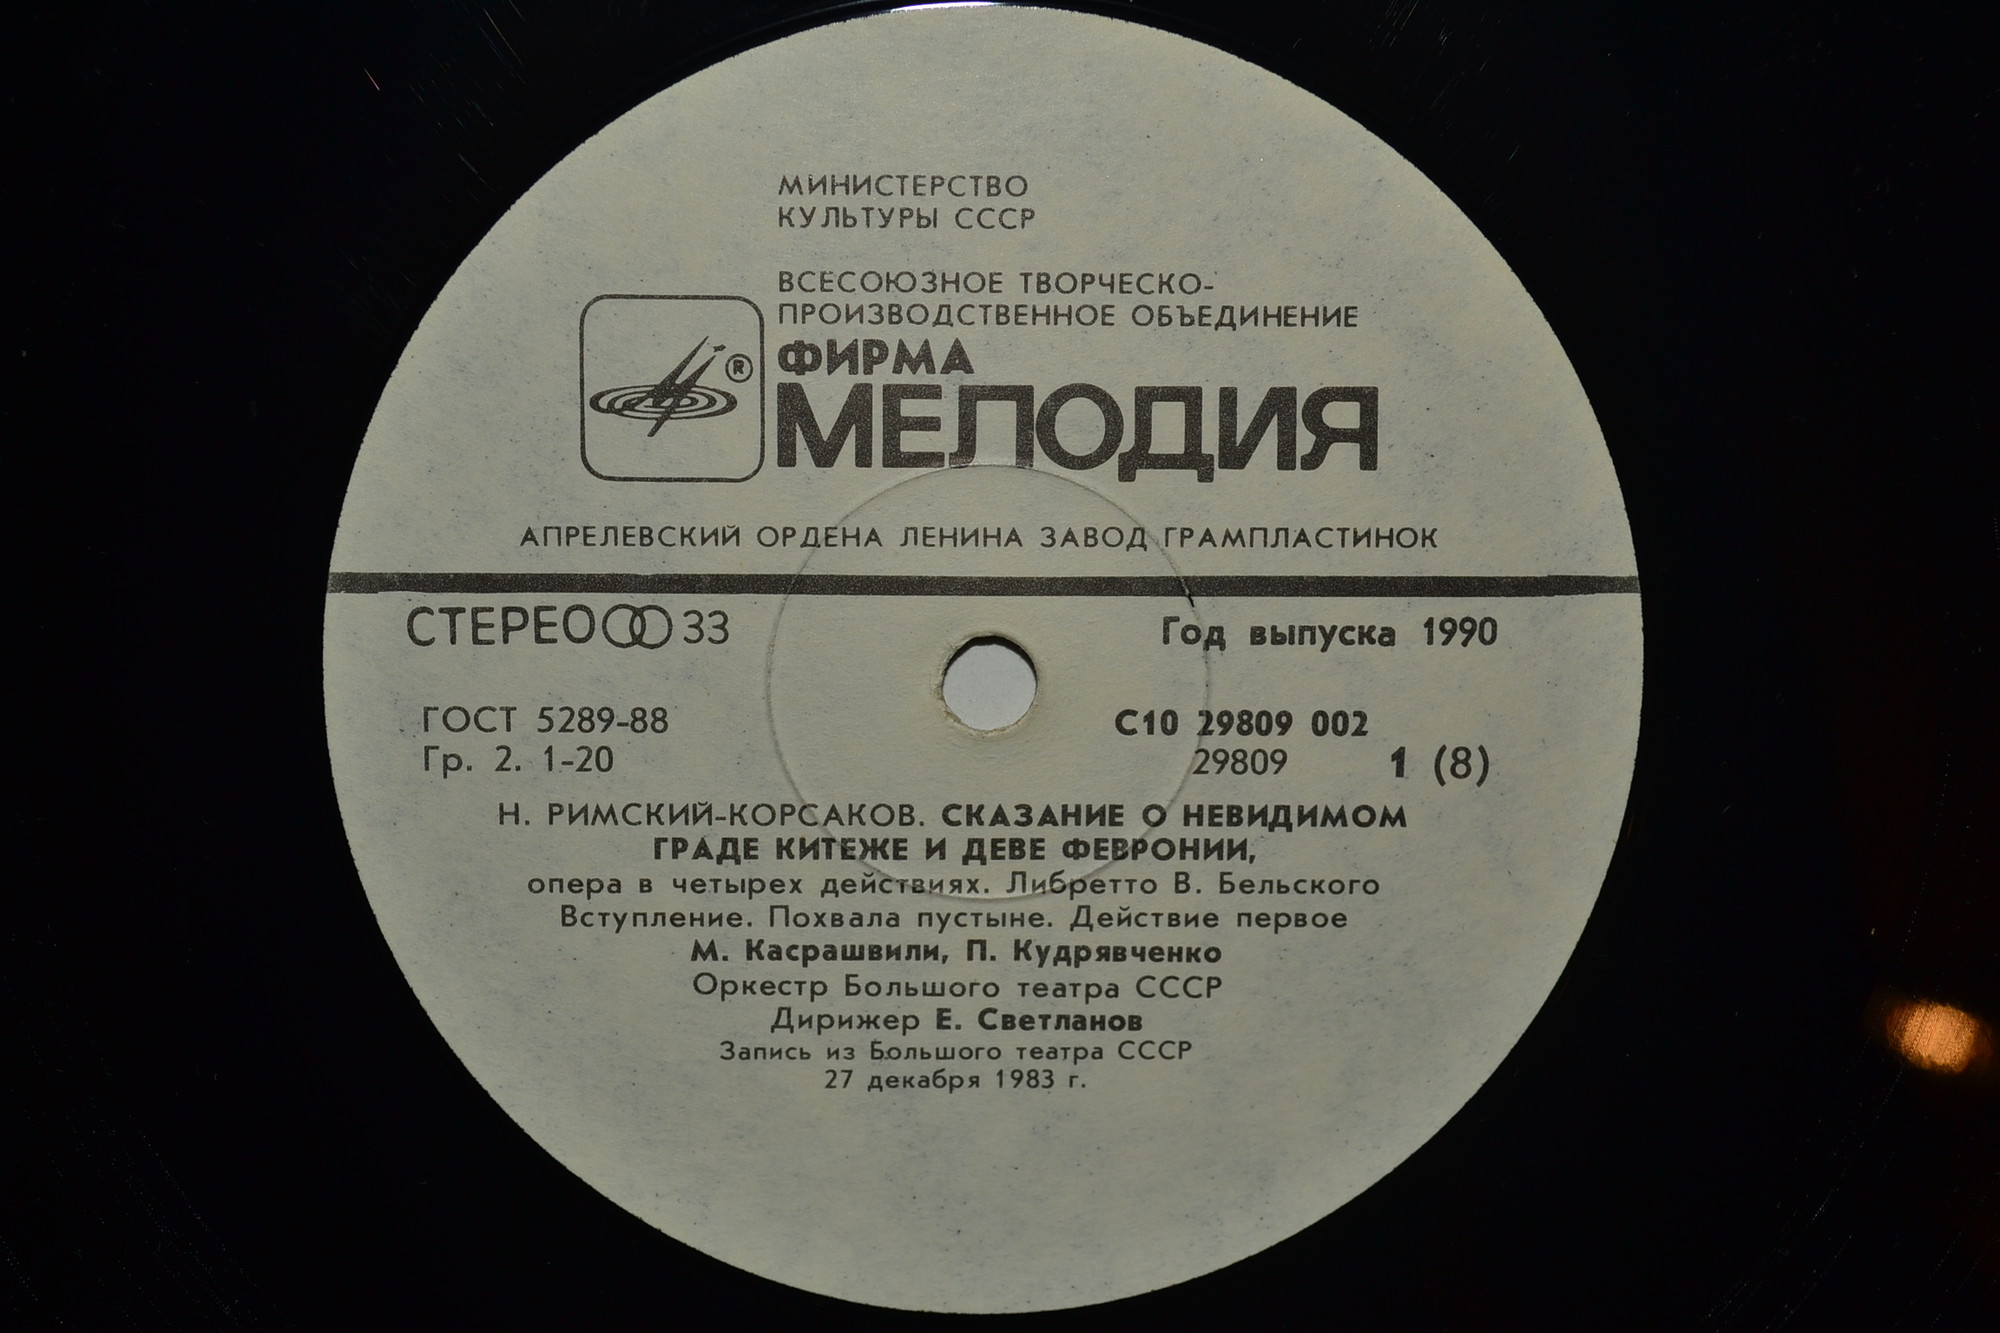 МИНИСТЕРСТВО
КУЛЬТУРЫ СССР
ВСЕСОЮЗНОЕ ТВОРЧЕСКО-
ПРОИЗВОДСТВЕННОЕ ОБЪЕДИНЕНИЕ
ФИРМА
®
МЕЛОДИЯ
АПРЕЛЕВСКИЙ ОРДЕНА ЛЕНИНА ЗАВОД ГРАМПЛАСТИНОК
СТЕРЕО 33 Год выпуска 1990
ГОСТ 5289-88 С10 29809 002
Гр. 2. 1-20 29809 1 (8)
Н. РИМСКИЙ-КОРСАКОВ. СКАЗАНИЕ О НЕВИДИМОМ
ГРАДЕ КИТЕЖЕ И ДЕВЕ ФЕВРОНИИ,
опера в четырех действиях. Либретто В. Бельского
Вступление. Похвала пустыне. Действие первое
М. Касрашвили, П. Кудрявченко
Оркестр Большого театра СССР
Дирижер Е. Светланов
Запись из Большого театра СССР
27 декабря 1983 г.